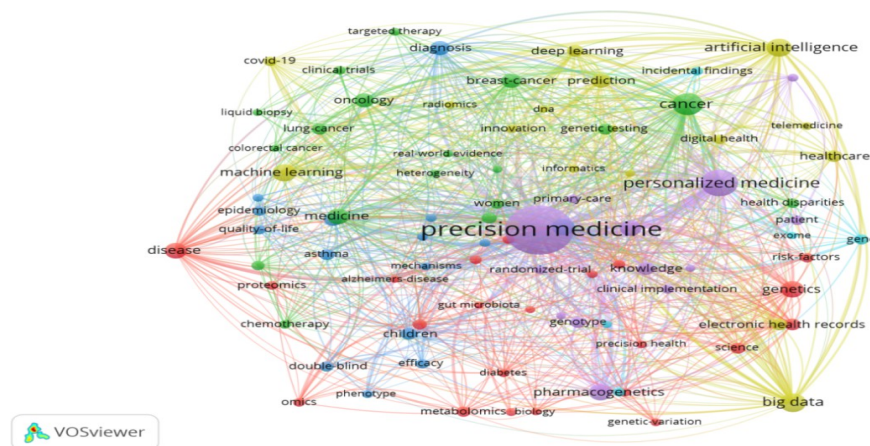 targeted therapy
diagnosis
deep learning
artificial intelligence
covid-19
clinical trials
breast-cancer
prediction
incidental findings
oncology
radiomics
dna
cancer
liquid biopsy
lung-cancer
innovation
genetic testing
telemedicine
digital health
colorectal cancer
real-world evidence
healthcare
machine learning
heterogeneity
informatics
personalized medicine
primary-care
women
health disparities
epidemiology
medicine
patient
quality-of-life
precision medicine
exome
gen
disease
asthma
risk-factors
mechanisms
randomized-trial
knowledge
proteomics
alzheimers-disease
clinical implementation
genetics
gut microbiota
chemotherapy
children
genotype
electronic health records
precision health
science
double-blind
efficacy
diabetes
phenotype
pharmacogenetics
omics
metabolomics
biology
big data
genetic-variation
VOSviewer